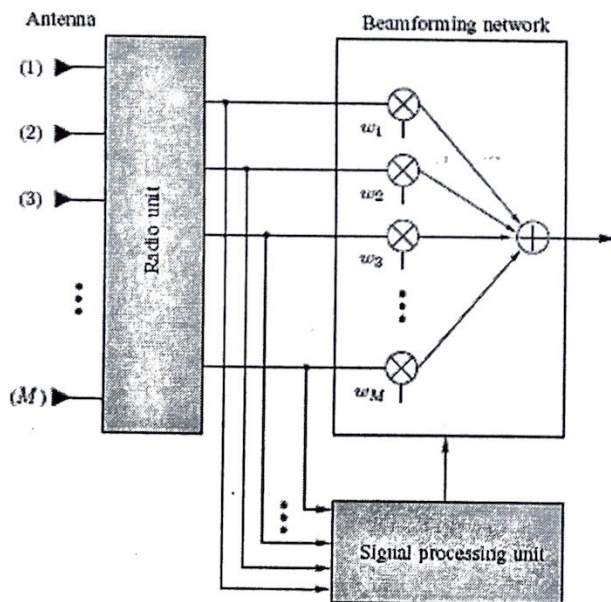 Antenna
Beamforming network
(1)
(2)
(3)
(M)
Radio unit
w1
w2
w3
wM
Signal processing unit